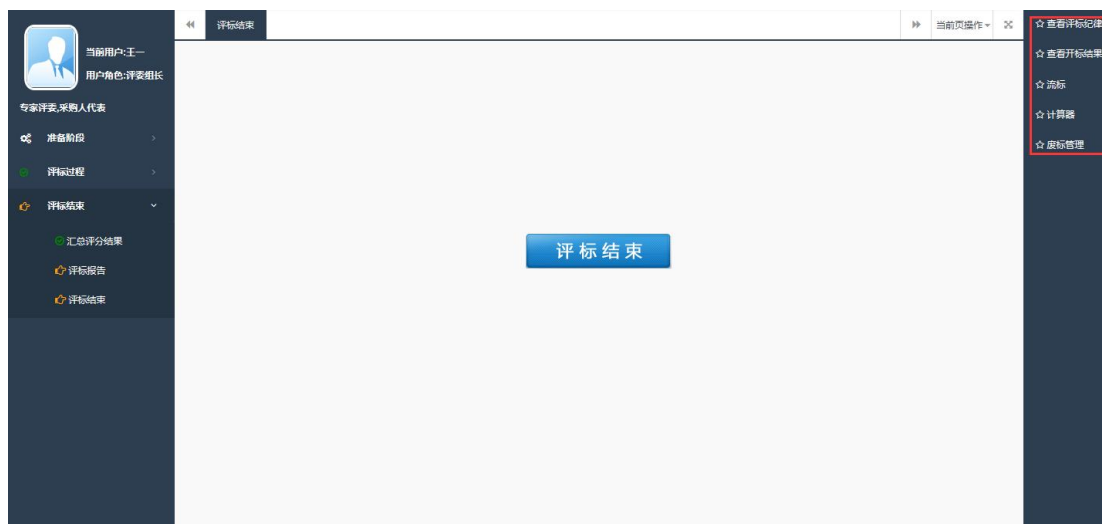 当前用户:王一
用户角色:评委组长
专家评委,采购人代表
准备阶段
评标过程
评标结束
汇总评分结果
评标报告
评标结束
评标结束
当前页操作
评标结束
查看评标纪律
查看开标结果
流标
计算器
废标管理